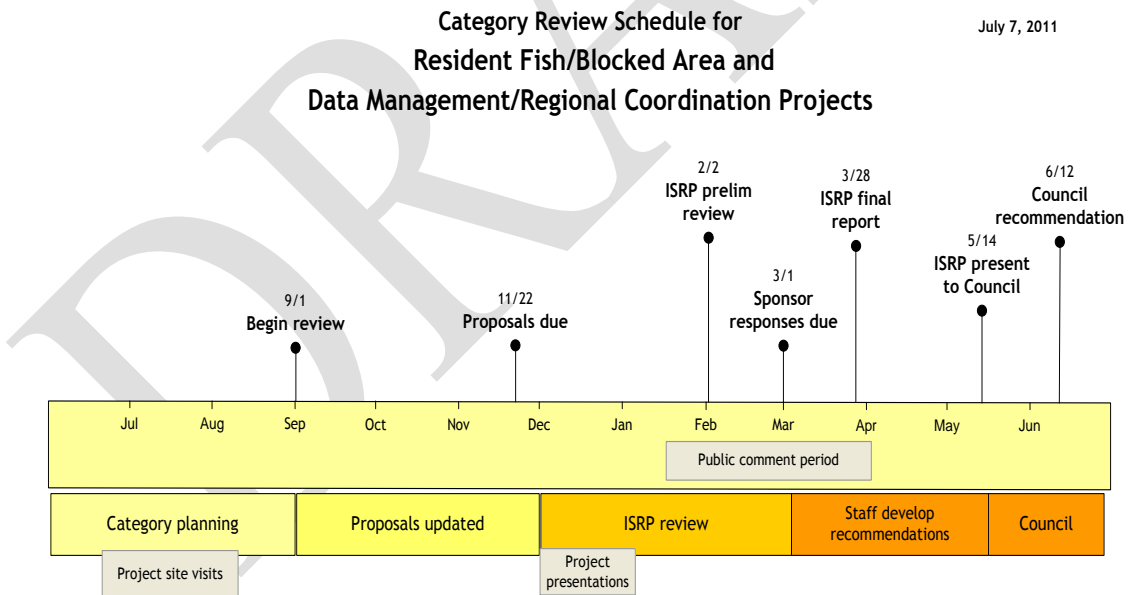 Category Review Schedule for
Resident Fish/Blocked Area and
Data Management/Regional Coordination Projects
July 7, 2011
DRA
9/1
Begin review
11/22
Proposals due
2/2
ISRP prelim
review
3/1
Sponsor
responses due
3/28
ISRP final
report
5/14
ISRP present
to Council
6/12
Council
recommendation
Jul
Aug
Sep
Oct
Nov
Dec
Jan
Feb
Mar
Apr
May
Jun
Public comment period
Category planning
Proposals updated
ISRP review
Staff develop
recommendations
Council
Project site visits
Project
presentations